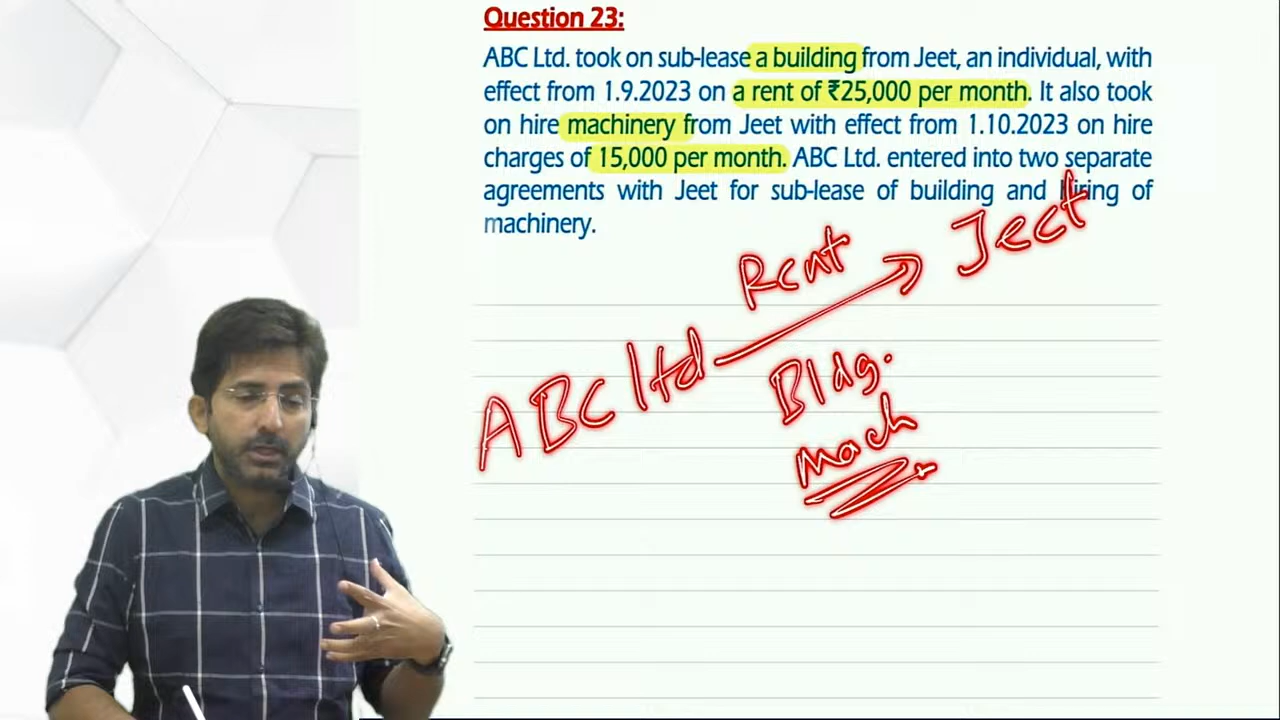 Question 23:
ABC Ltd. took on sub-lease a building from Jeet, an individual, with
effect from 1.9.2023 on a rent of ₹25,000 per month. It also took
on hire machinery from Jeet with effect from 1.10.2023 on hire
charges of 15,000 per month. ABC Ltd. entered into two separate
agreements with Jeet for sub-lease of building and hiring of
machinery.
Jeet
Rent
ABC ltd
Bldg.
Mach